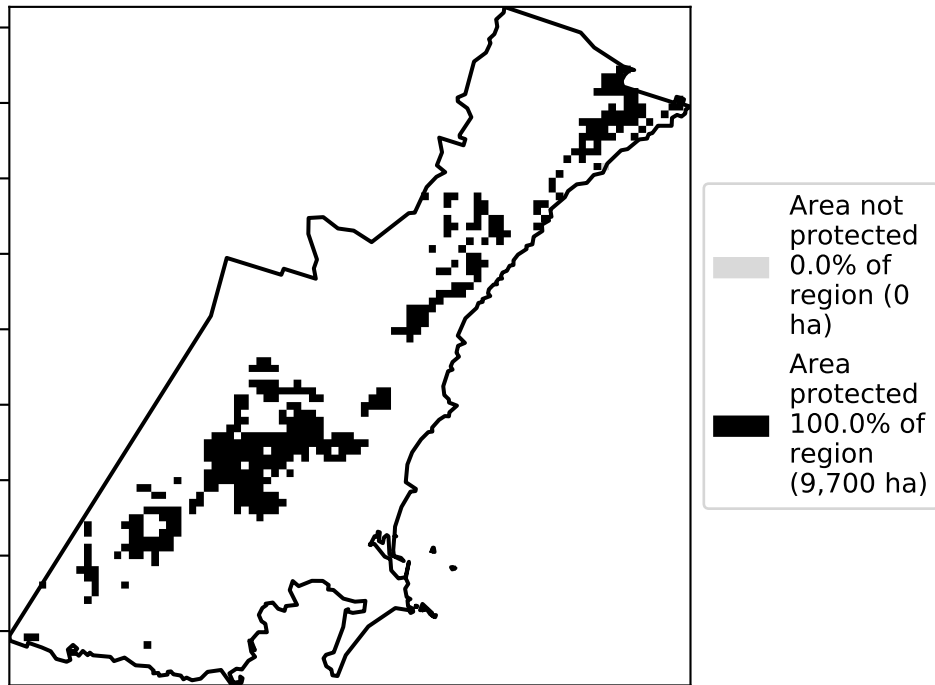 Area not
protected
0.0% of
region (0
ha)
Area
protected
100.0% of
region
(9,700 ha)